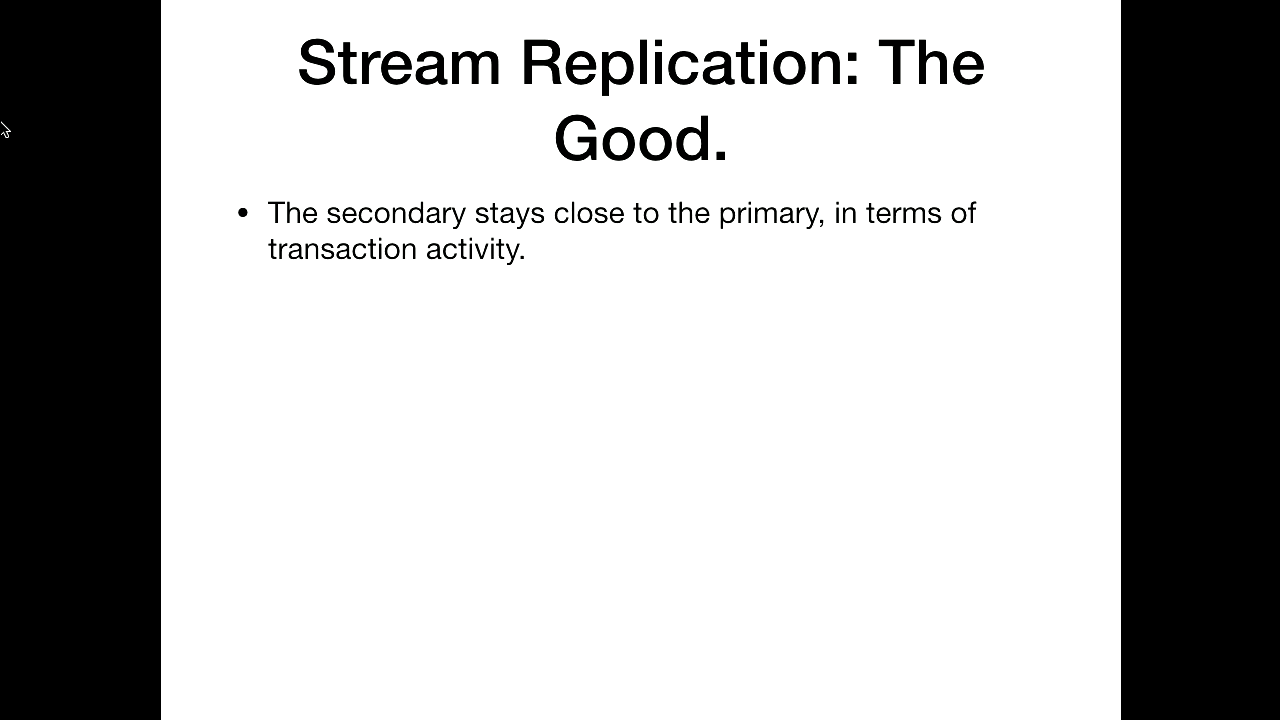 Stream Replication: The
Good.
• The secondary stays close to the primary, in terms of
transaction activity.